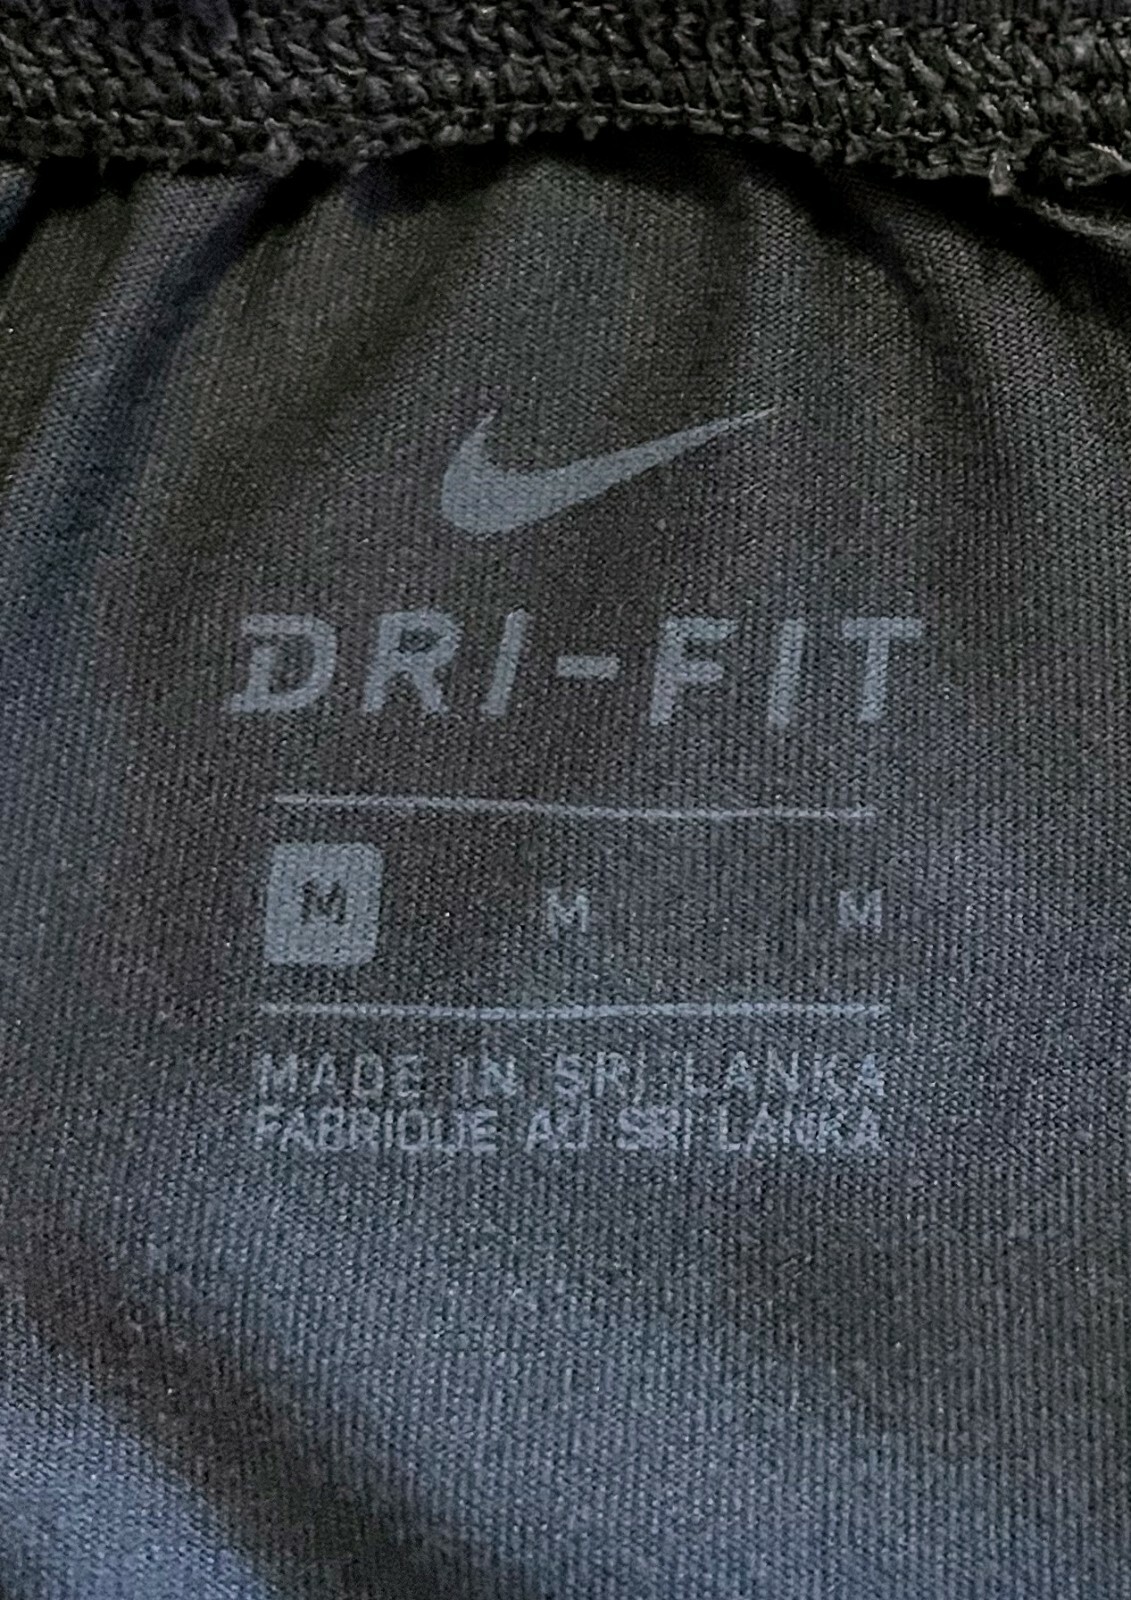 DRI-FIT
M M M
MADE IN SRI LANKA
FABRIQUE AU SRI LANKA